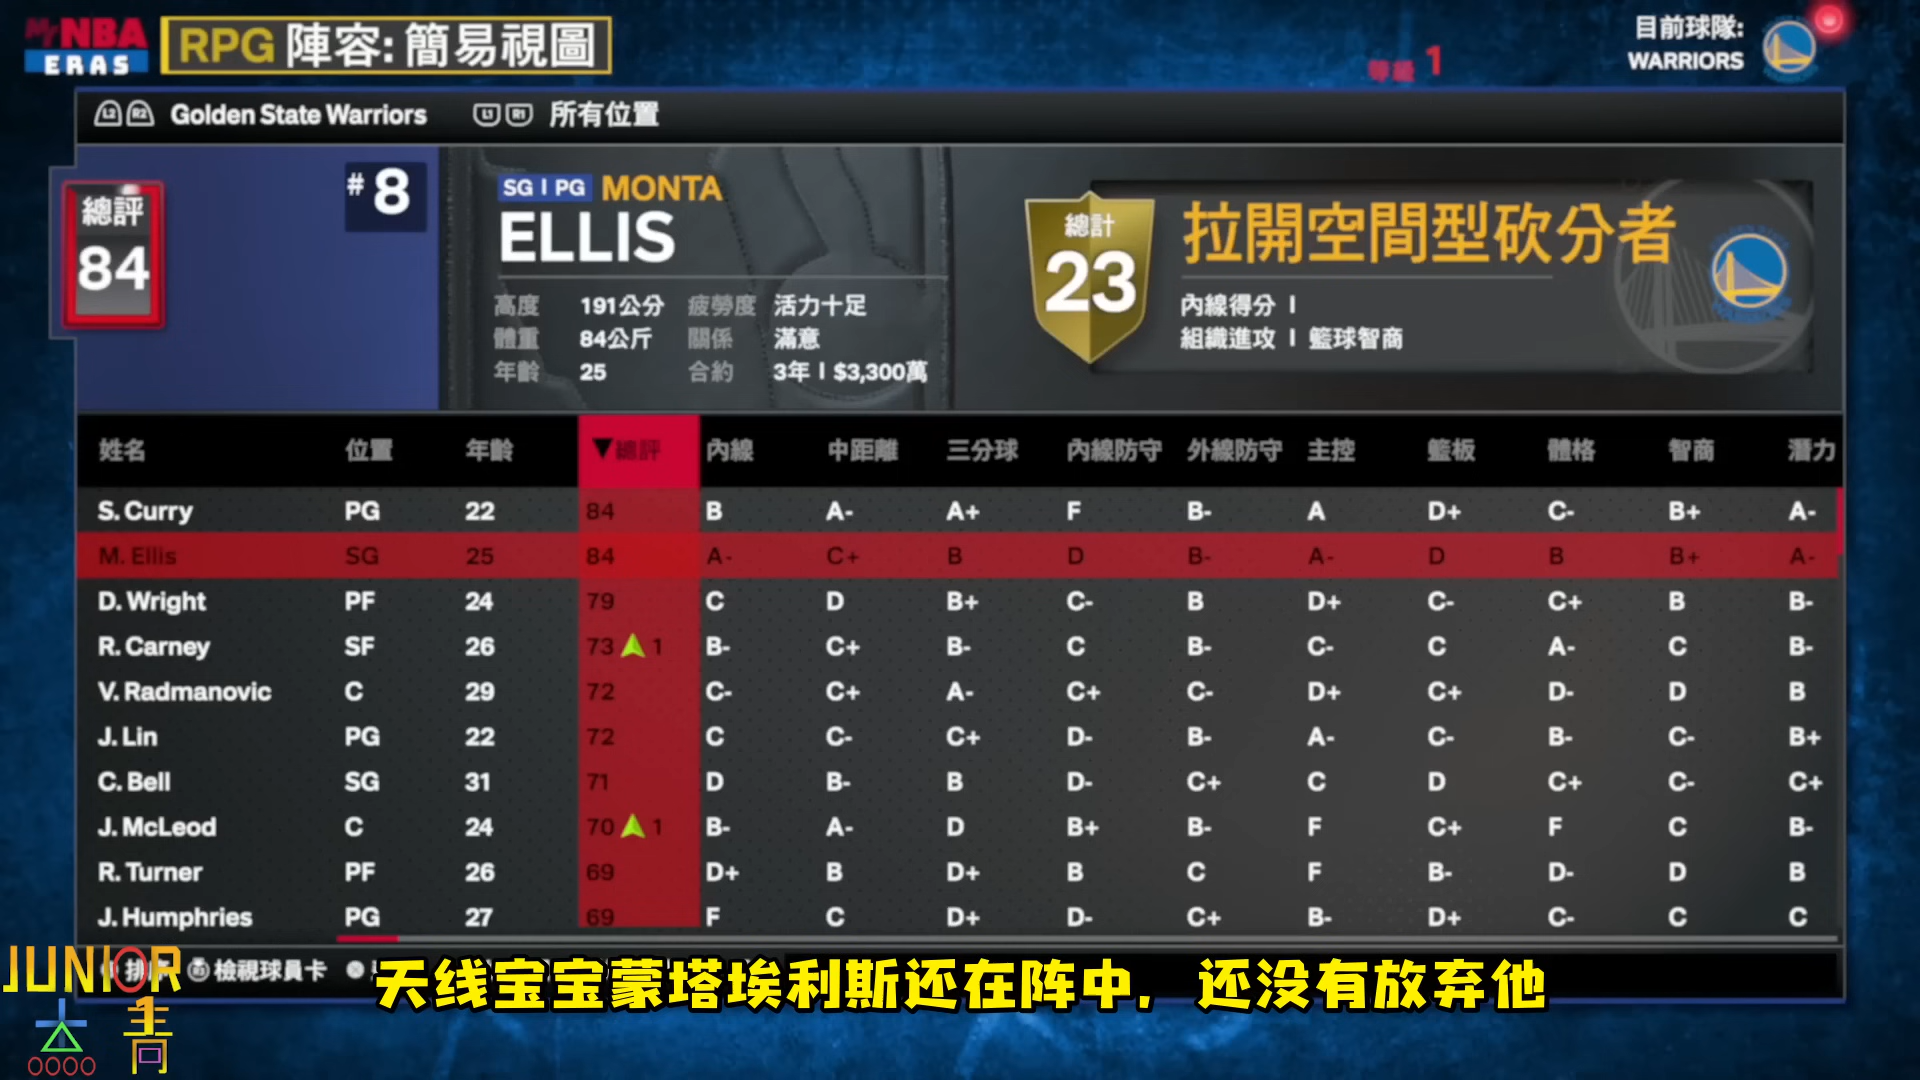 MyNBA
ERAS
RPG 陣容: 簡易視圖
等級 1
目前球隊:
WARRIORS
L2 R2 Golden State Warriors L1 R1 所有位置
總評
84
#8
SG | PG MONTA
ELLIS
高度 191公分 疲勞度 活力十足
體重 84公斤 關係 滿意
年齡 25 合約 3年 | $3,300萬
總計
23
拉開空間型砍分者
內線得分 |
組織進攻 | 籃球智商
姓名 位置 年齡 ▼總評 內線 中距離 三分球 內線防守 外線防守 主控 籃板 體格 智商 潛力
S. Curry PG 22 84 B A- A+ F B- A D+ C- B+ A-
M. Ellis SG 25 84 A- C+ B D B- A- D B B+ A-
D. Wright PF 24 79 C D B+ C- B D+ C- C+ B B-
R. Carney SF 26 73 ▲ 1 B- C+ B- C B- C- C A- C B-
V. Radmanovic C 29 72 C- C+ A- C+ C- D+ C+ D- D B
J. Lin PG 22 72 C C- C+ D- B- A- C- B- C- B+
C. Bell SG 31 71 D B- B D- C+ C D C+ C- C+
J. McLeod C 24 70 ▲ 1 B- A- D B+ B- F C+ F C B-
R. Turner PF 26 69 D+ B D+ B C F B- D- D B
J. Humphries PG 27 69 F C D+ D- C+ B- D+ C- C C
檢視球員卡
天线宝宝蒙塔埃利斯还在阵中，还没有放弃他
JUNIOR